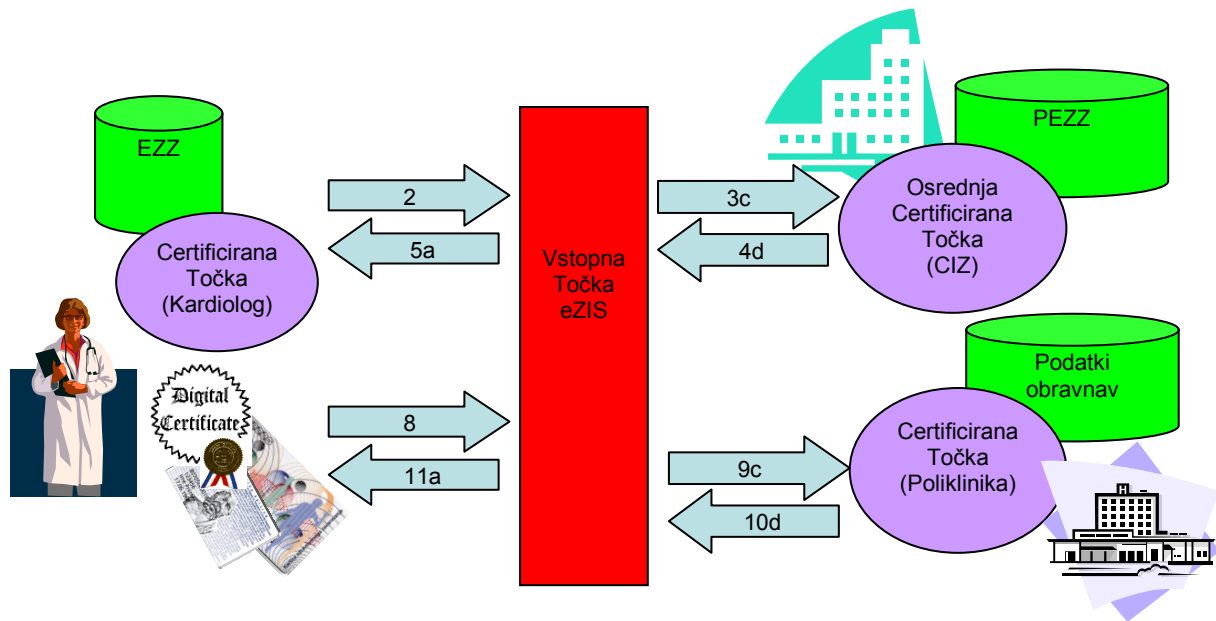 EZZ
Certificirana
Točka
(Kardiolog)
2
5a
Digital
Certificate
8
11a
Vstopna
Točka
eZIS
3c
4d
PEZZ
Osrednja
Certificirana
Točka
(CIZ)
9c
10d
Podatki
obravnav
Certificirana
Točka
(Poliklinika)
H